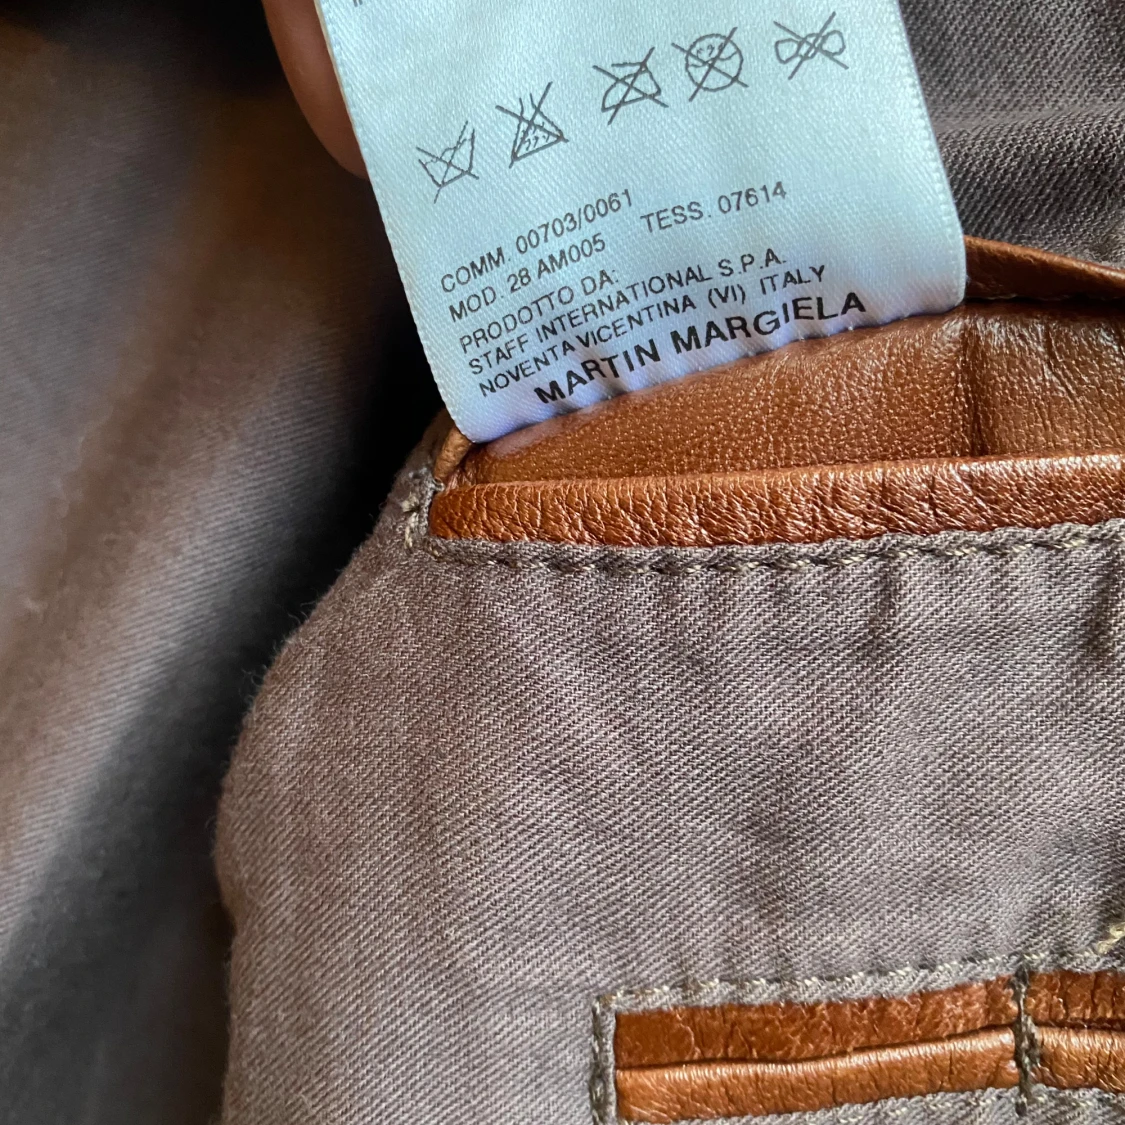 COMM. 00703/0061
MOD. 28 AM005 TESS. 07614
PRODOTTO DA:
STAFF INTERNATIONAL S.P.A.
NOVENTA VICENTINA (VI) ITALY
MARTIN MARGIELA